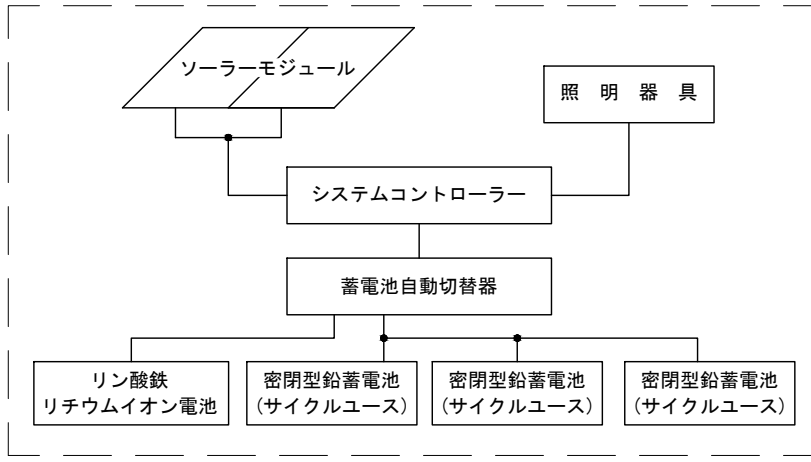 ソーラーモジュール
照 明 器 具
システムコントローラー
蓄電池自動切替器
リン酸鉄
リチウムイオン電池
密閉型鉛蓄電池
(サイクルユース)
密閉型鉛蓄電池
(サイクルユース)
密閉型鉛蓄電池
(サイクルユース)